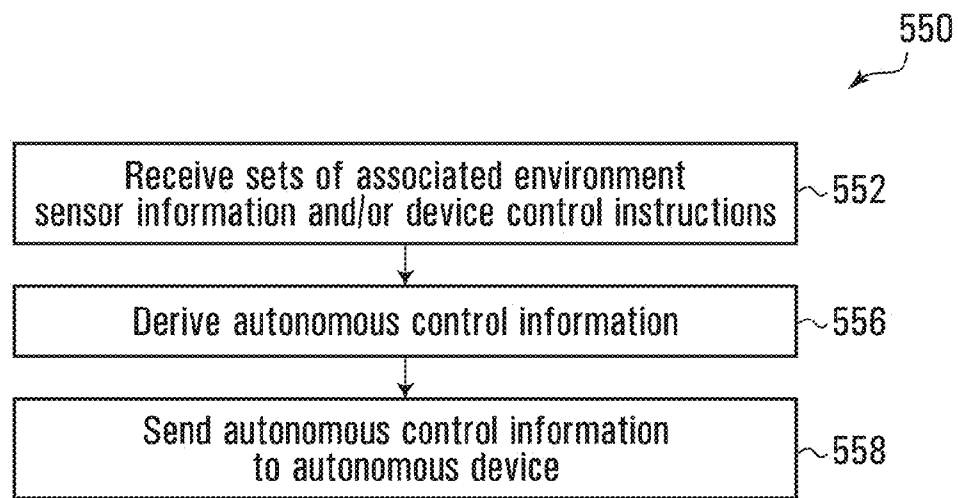 550
Receive sets of associated environment
sensor information and/or device control instructions
552
Derive autonomous control information
556
Send autonomous control information
to autonomous device
558